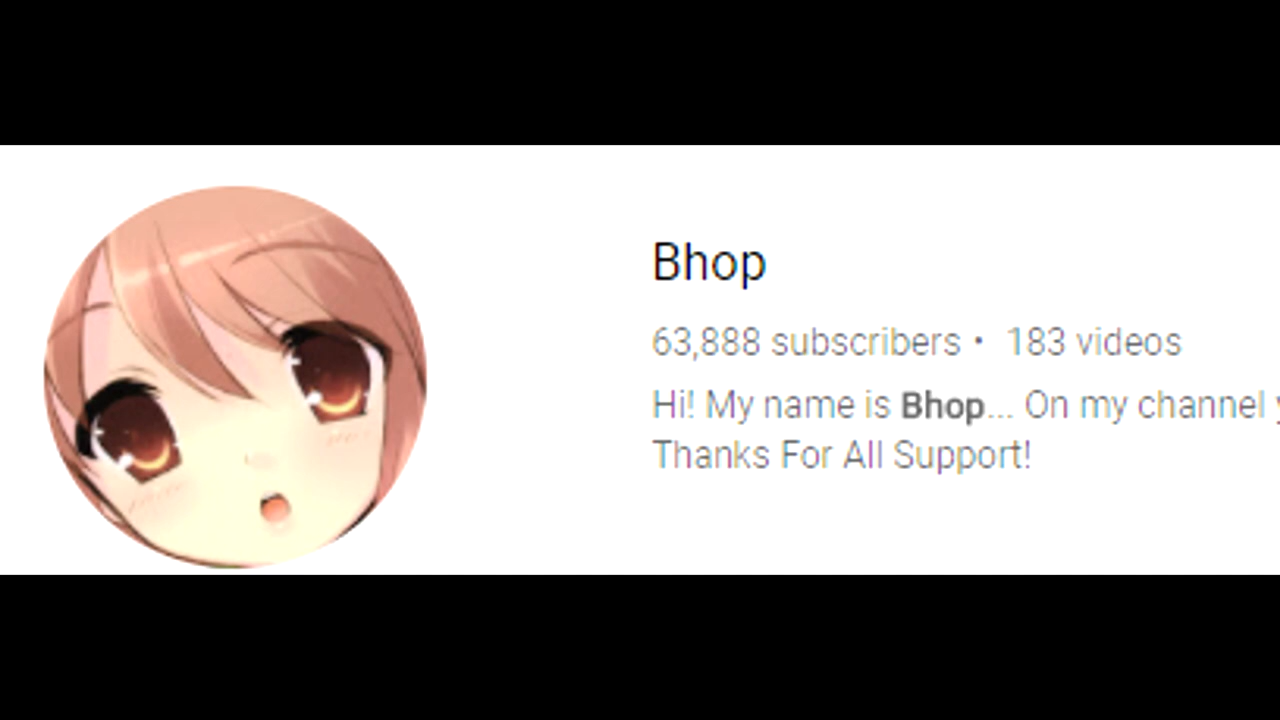 Bhop
63,888 subscribers • 183 videos
Hi! My name is Bhop... On my channel
Thanks For All Support!